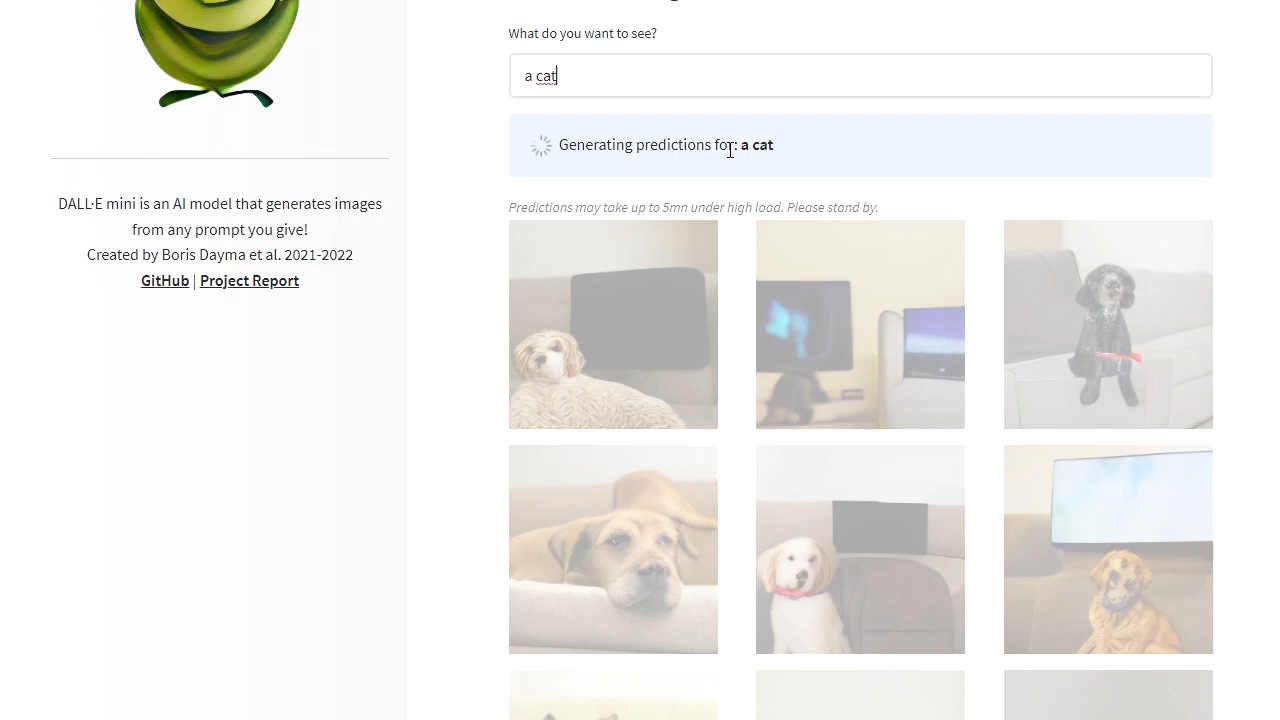 What do you want to see?
a cat
Generating predictions for: a cat
Predictions may take up to 5mn under high load. Please stand by.
DALL·E mini is an AI model that generates images
from any prompt you give!
Created by Boris Dayma et al. 2021-2022
GitHub | Project Report